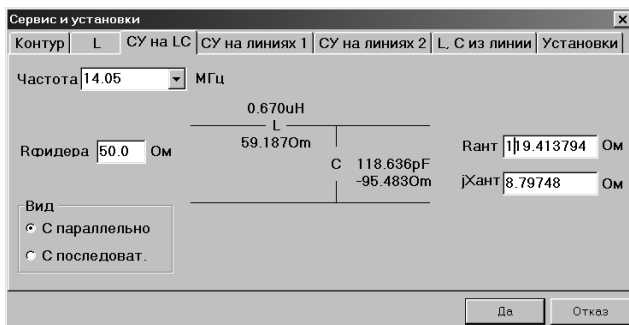 Сервис и установки
Контур L СУ на LC СУ на линиях 1 СУ на линиях 2 L, C из линии Установки
Частота 14.05 МГц
0.670uH
L
59.187Om
Rфидера 50.0 Ом
C 118.636pF
-95.483Om
Rант 119.413794 Ом
jXант 8.79748 Ом
Вид
С параллельно
С последоват.
Да Отказ